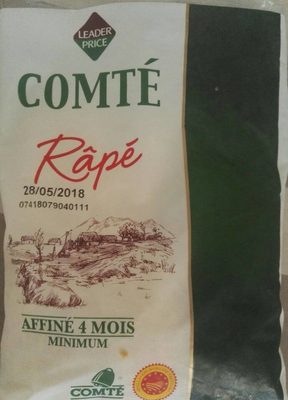 LEADER
PRICE
COMTÉ
Râpé
28/05/2018
07418079040111
AFFINÉ 4 MOIS
MINIMUM
COMTÉ